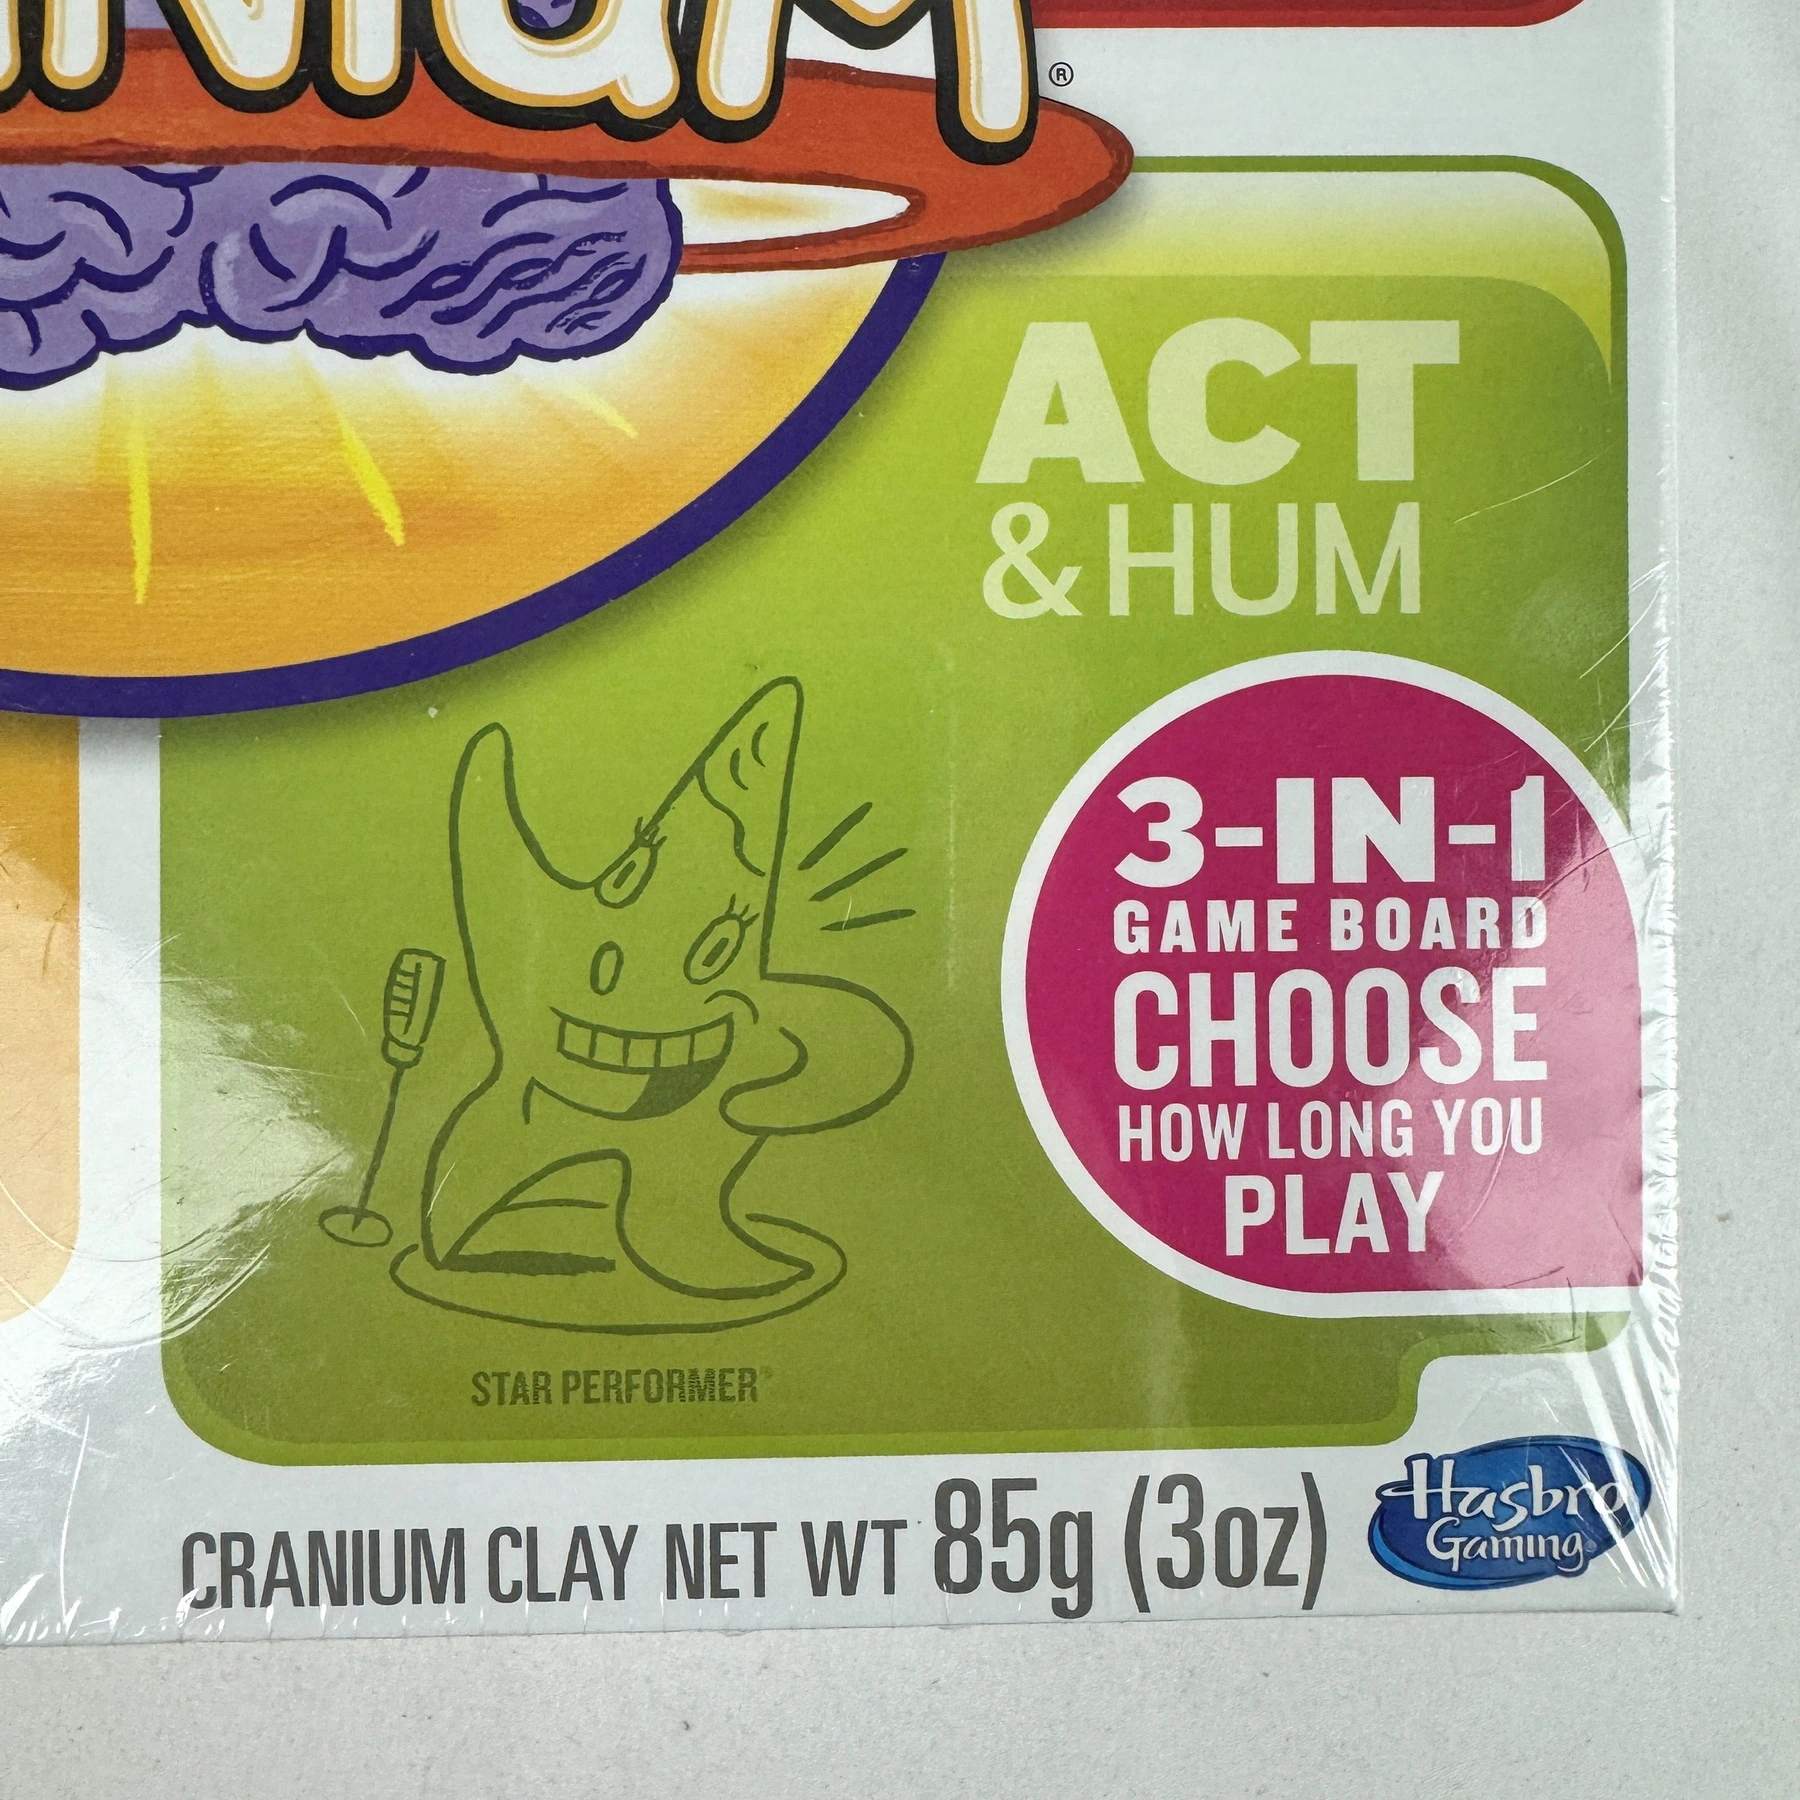 NIUM®
ACT
& HUM
3-IN-1
GAME BOARD
CHOOSE
HOW LONG YOU
PLAY
STAR PERFORMER
CRANIUM CLAY NET WT 85g (3oz)
Hasbro
Gaming